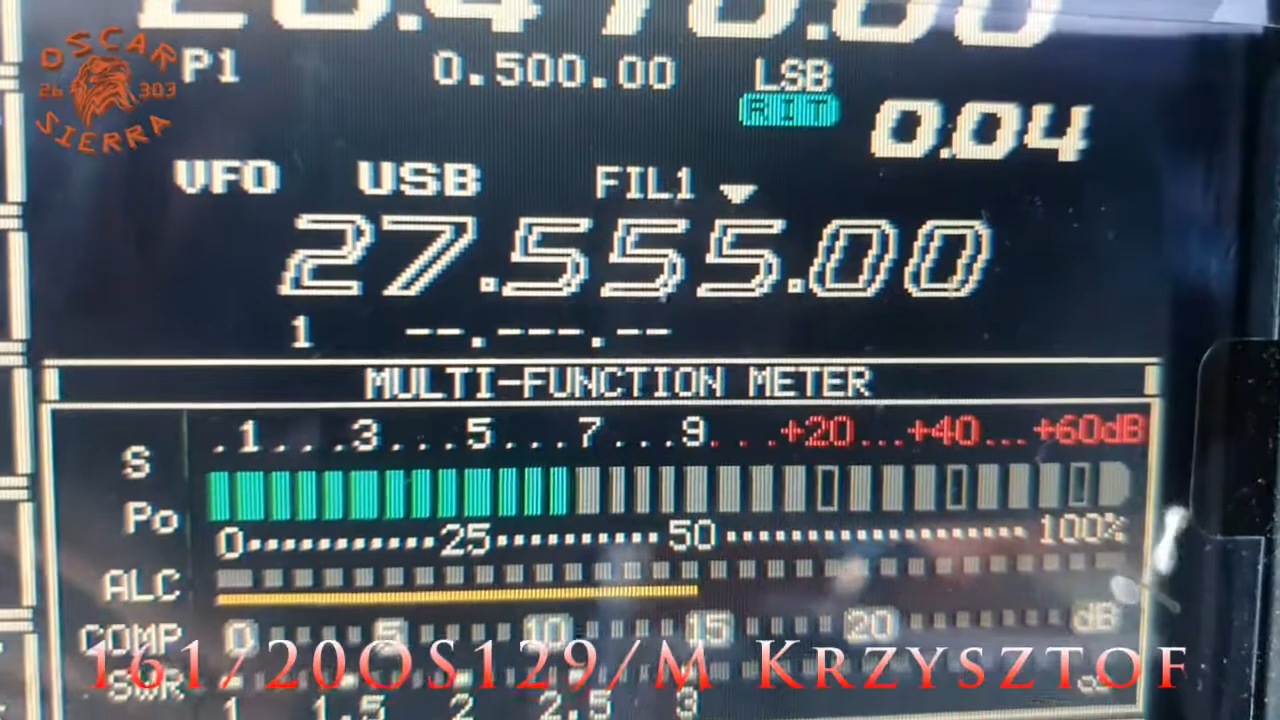 OSCAR
26 303
SIERRA
P1 0.500.00 LSB
RIT 0.04
VFO USB FIL1
27.555.00
1 --.---.--
MULTI-FUNCTION METER
S .1...3...5...7...9...+20...+40...+60dB
Po 0 25 50 100%
ALC
COMP 0 5 10 15 20 dB
SWR 1 1.5 2 2.5 3 ∞
161/20OS129/M KRZYSZTOF